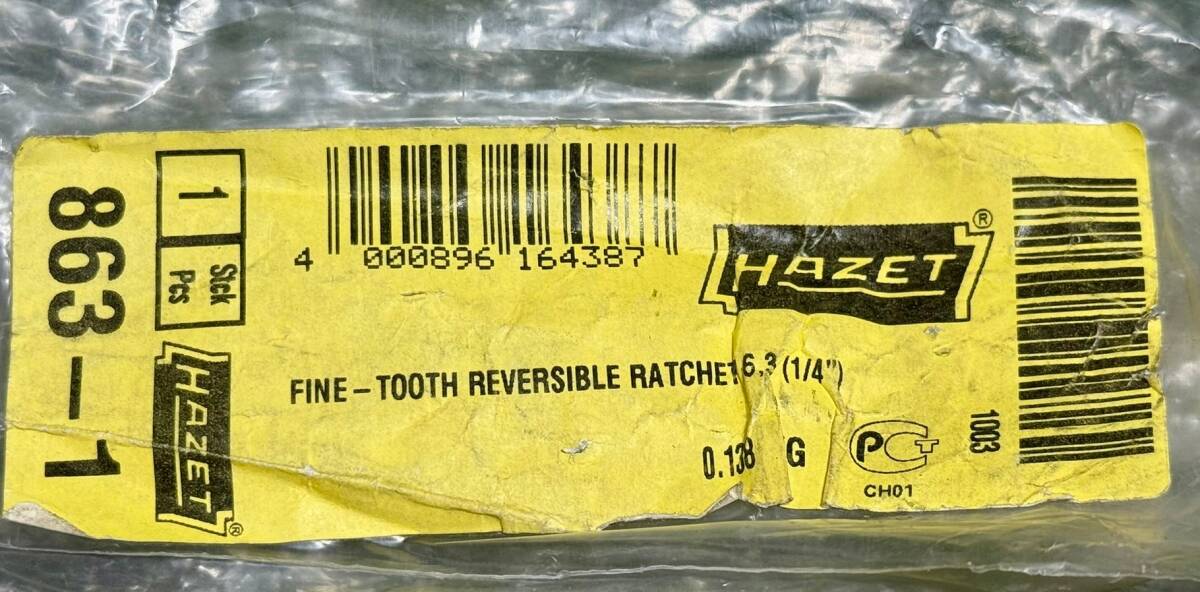 863-1
1 Stck
Pcs
HAZET®
4 000896 164387
HAZET®
FINE-TOOTH REVERSIBLE RATCHET 6,3 (1/4")
0.138 G
PC
CH01
1003